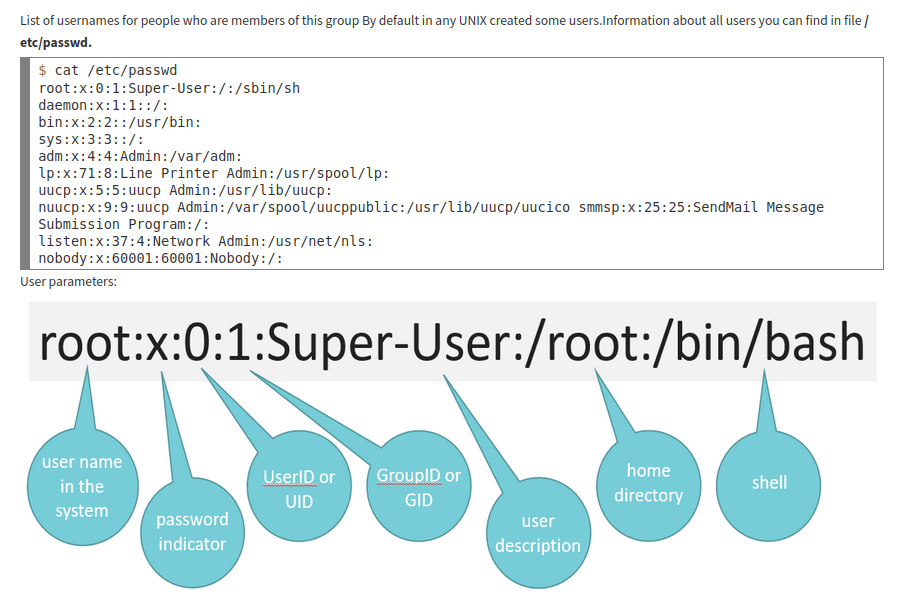 List of usernames for people who are members of this group By default in any UNIX created some users.Information about all users you can find in file /
etc/passwd.
$ cat /etc/passwd
root:x:0:1:Super-User:/:/sbin/sh
daemon:x:1:1::/:
bin:x:2:2::/usr/bin:
sys:x:3:3::/:
adm:x:4:4:Admin:/var/adm:
lp:x:71:8:Line Printer Admin:/usr/spool/lp:
uucp:x:5:5:uucp Admin:/usr/lib/uucp:
nuucp:x:9:9:uucp Admin:/var/spool/uucppublic:/usr/lib/uucp/uucico smmsp:x:25:25:SendMail Message
Submission Program:/:
listen:x:37:4:Network Admin:/usr/net/nls:
nobody:x:60001:60001:Nobody:/:
User parameters:
root:x:0:1:Super-User:/root:/bin/bash
user name
in the
system
password
indicator
UserID or
UID
GroupID or
GID
user
description
home
directory
shell